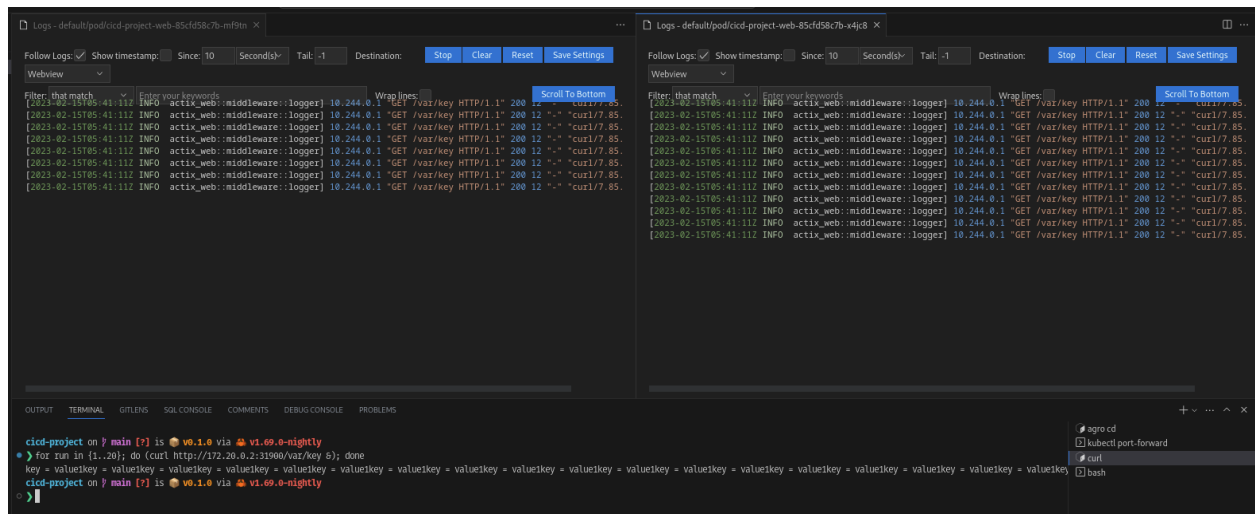 Logs - default/pod/cicd-project-web-85cfd58c7b-mf9tn ×
Follow Logs: Show timestamp: Since: 10 Second(s) Tail: -1 Destination: Stop Clear Reset Save Settings
Webview
Filter: that match Enter your keywords Wrap lines: Scroll To Bottom
[2023-02-15T05:41:11Z INFO actix_web::middleware::logger] 10.244.0.1 "GET /var/key HTTP/1.1" 200 12 "-" "curl/7.85.
[2023-02-15T05:41:11Z INFO actix_web::middleware::logger] 10.244.0.1 "GET /var/key HTTP/1.1" 200 12 "-" "curl/7.85.
[2023-02-15T05:41:11Z INFO actix_web::middleware::logger] 10.244.0.1 "GET /var/key HTTP/1.1" 200 12 "-" "curl/7.85.
[2023-02-15T05:41:11Z INFO actix_web::middleware::logger] 10.244.0.1 "GET /var/key HTTP/1.1" 200 12 "-" "curl/7.85.
[2023-02-15T05:41:11Z INFO actix_web::middleware::logger] 10.244.0.1 "GET /var/key HTTP/1.1" 200 12 "-" "curl/7.85.
[2023-02-15T05:41:11Z INFO actix_web::middleware::logger] 10.244.0.1 "GET /var/key HTTP/1.1" 200 12 "-" "curl/7.85.
[2023-02-15T05:41:11Z INFO actix_web::middleware::logger] 10.244.0.1 "GET /var/key HTTP/1.1" 200 12 "-" "curl/7.85.
[2023-02-15T05:41:11Z INFO actix_web::middleware::logger] 10.244.0.1 "GET /var/key HTTP/1.1" 200 12 "-" "curl/7.85.
Logs - default/pod/cicd-project-web-85cfd58c7b-x4jc8 ×
Follow Logs: Show timestamp: Since: 10 Second(s) Tail: -1 Destination: Stop Clear Reset Save Settings
Webview
Filter: that match Enter your keywords Wrap lines: Scroll To Bottom
[2023-02-15T05:41:11Z INFO actix_web::middleware::logger] 10.244.0.1 "GET /var/key HTTP/1.1" 200 12 "-" "curl/7.85.
[2023-02-15T05:41:11Z INFO actix_web::middleware::logger] 10.244.0.1 "GET /var/key HTTP/1.1" 200 12 "-" "curl/7.85.
[2023-02-15T05:41:11Z INFO actix_web::middleware::logger] 10.244.0.1 "GET /var/key HTTP/1.1" 200 12 "-" "curl/7.85.
[2023-02-15T05:41:11Z INFO actix_web::middleware::logger] 10.244.0.1 "GET /var/key HTTP/1.1" 200 12 "-" "curl/7.85.
[2023-02-15T05:41:11Z INFO actix_web::middleware::logger] 10.244.0.1 "GET /var/key HTTP/1.1" 200 12 "-" "curl/7.85.
[2023-02-15T05:41:11Z INFO actix_web::middleware::logger] 10.244.0.1 "GET /var/key HTTP/1.1" 200 12 "-" "curl/7.85.
[2023-02-15T05:41:11Z INFO actix_web::middleware::logger] 10.244.0.1 "GET /var/key HTTP/1.1" 200 12 "-" "curl/7.85.
[2023-02-15T05:41:11Z INFO actix_web::middleware::logger] 10.244.0.1 "GET /var/key HTTP/1.1" 200 12 "-" "curl/7.85.
[2023-02-15T05:41:11Z INFO actix_web::middleware::logger] 10.244.0.1 "GET /var/key HTTP/1.1" 200 12 "-" "curl/7.85.
[2023-02-15T05:41:11Z INFO actix_web::middleware::logger] 10.244.0.1 "GET /var/key HTTP/1.1" 200 12 "-" "curl/7.85.
[2023-02-15T05:41:11Z INFO actix_web::middleware::logger] 10.244.0.1 "GET /var/key HTTP/1.1" 200 12 "-" "curl/7.85.
[2023-02-15T05:41:11Z INFO actix_web::middleware::logger] 10.244.0.1 "GET /var/key HTTP/1.1" 200 12 "-" "curl/7.85.
OUTPUT TERMINAL GITLENS SQL CONSOLE COMMENTS DEBUG CONSOLE PROBLEMS
cicd-project on main [?] is 📦 v0.1.0 via 🦀 v1.69.0-nightly
❯ for run in {1..20}; do (curl http://172.20.0.2:31900/var/key &); done
key = value1key = value1key = value1key = value1key = value1key = value1key = value1key = value1key = value1key = value1key = value1key = value1key = value1key = value1key = value1key = value1key = value1key = value1key
cicd-project on main [?] is 📦 v0.1.0 via 🦀 v1.69.0-nightly
❯
agro cd
kubectl port-forward
curl
bash